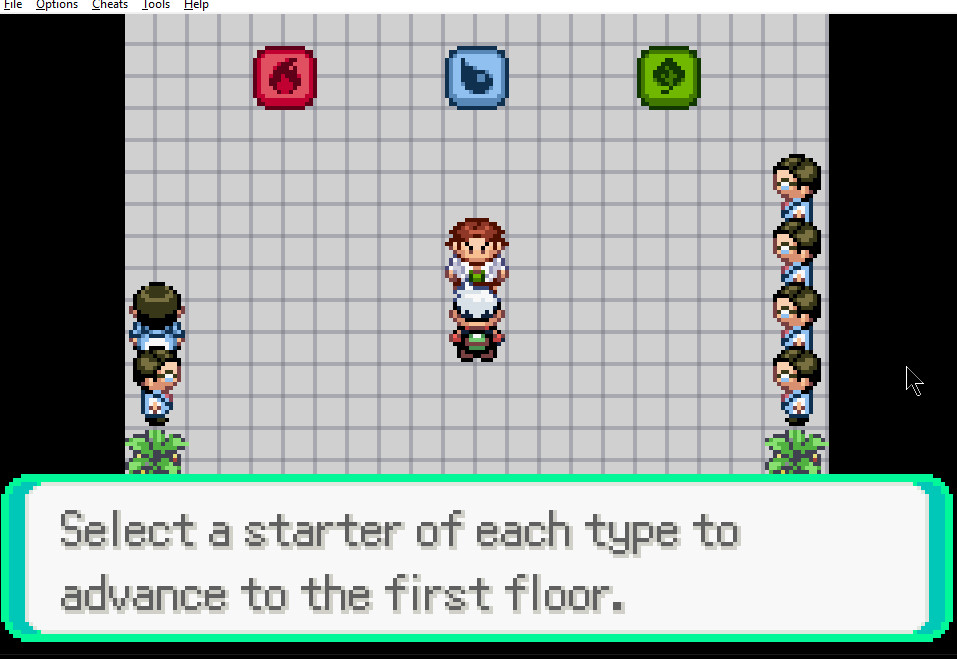 File Options Cheats Tools Help
Select a starter of each type to
advance to the first floor.